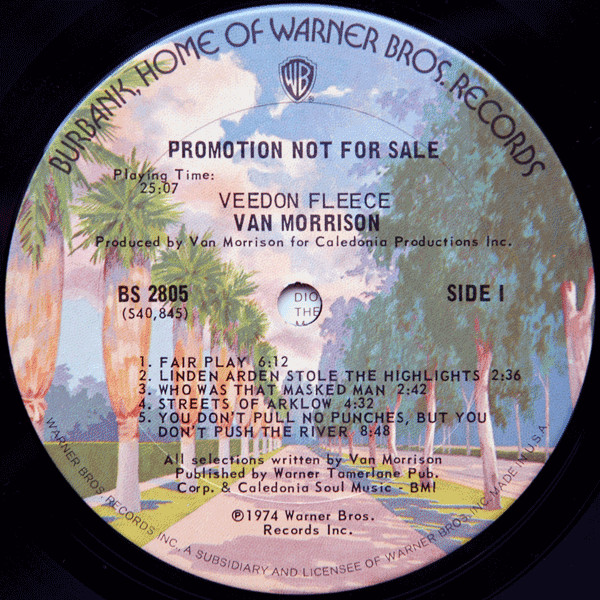 BURBANK, HOME OF WARNER BROS. RECORDS
WB
®
PROMOTION NOT FOR SALE
Playing Time:
25:07
VEEDON FLEECE
VAN MORRISON
Produced by Van Morrison for Caledonia Productions Inc.
BS 2805
(S40,845)
SIDE I
DIO
THE
1. FAIR PLAY 6:12
2. LINDEN ARDEN STOLE THE HIGHLIGHTS 2:36
3. WHO WAS THAT MASKED MAN 2:42
4. STREETS OF ARKLOW 4:32
5. YOU DON'T PULL NO PUNCHES, BUT YOU
DON'T PUSH THE RIVER 8:48
All selections written by Van Morrison
Published by Warner Tamerlane Pub.
Corp. & Caledonia Soul Music - BMI
℗1974 Warner Bros.
Records Inc.
WARNER BROS. RECORDS INC., A SUBSIDIARY AND LICENSEE OF WARNER BROS. INC. MADE IN U.S.A.